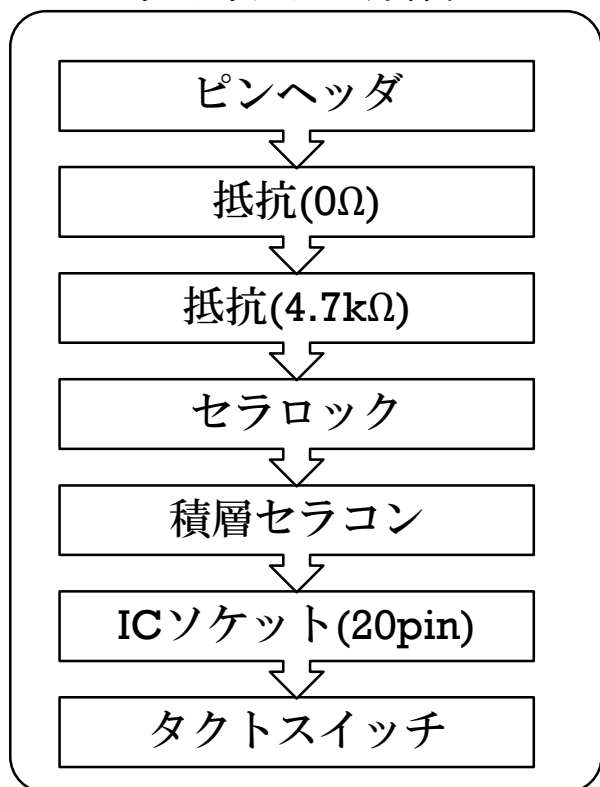 ピンヘッダ
抵抗(0Ω)
抵抗(4.7kΩ)
セラロック
積層セラコン
ICソケット(20pin)
タクトスイッチ